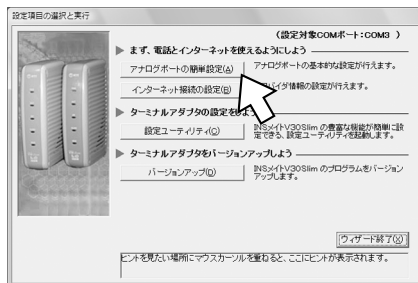 設定項目の選択と実行
(設定対象COMポート:COM3 )
まず、電話とインターネットを使えるようにしよう
アナログポートの簡単設定(A)
アナログポートの基本的な設定が行えます。
インターネット接続の設定(B)
バイダ情報の設定が行えます。
ターミナルアダプタの設定を
よう
設定ユーティリティ(C)
INSメイトV30Slim の豊富な機能が簡単に設
定できる、設定ユーティリティを起動します。
ターミナルアダプタをバージョンアップしよう
バージョンアップ(D)
INSメイトV30Slim のプログラムをバージョン
アップします。
ウィザード終了(X)
ヒントを見たい場所にマウスカーソルを重ねると、ここにヒントが表示されます。